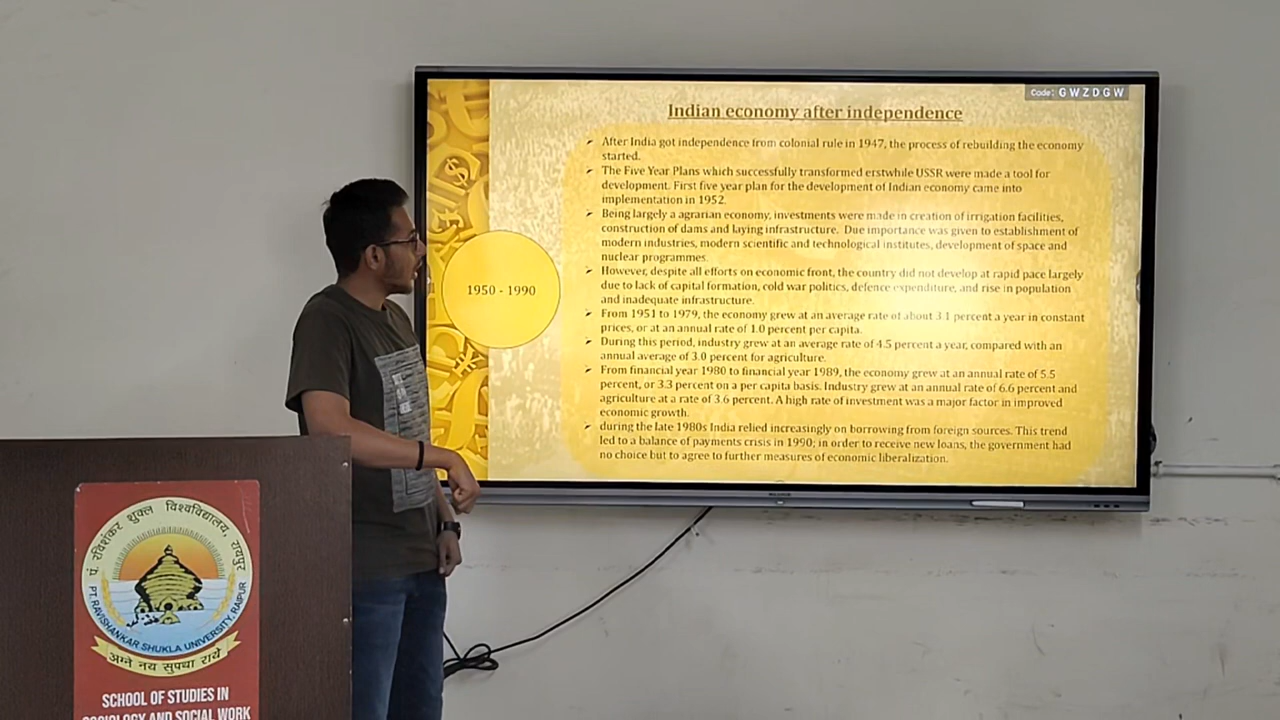 Code: G W Z D G W
Indian economy after independence
After India got independence from colonial rule in 1947, the process of rebuilding the economy
started.
The Five Year Plans which successfully transformed erstwhile USSR were made a tool for
development. First five year plan for the development of Indian economy came into
implementation in 1952.
Being largely a agrarian economy, investments were made in creation of irrigation facilities,
construction of dams and laying infrastructure. Due importance was given to establishment of
modern industries, modern scientific and technological institutes, development of space and
nuclear programmes.
However, despite all efforts on economic front, the country did not develop at rapid pace largely
due to lack of capital formation, cold war politics, defence expenditure, and rise in population
and inadequate infrastructure.
From 1951 to 1979, the economy grew at an average rate of about 3.1 percent a year in constant
prices, or at an annual rate of 1.0 percent per capita.
During this period, industry grew at an average rate of 4.5 percent a year, compared with an
annual average of 3.0 percent for agriculture.
From financial year 1980 to financial year 1989, the economy grew at an annual rate of 5.5
percent, or 3.3 percent on a per capita basis. Industry grew at an annual rate of 6.6 percent and
agriculture at a rate of 3.6 percent. A high rate of investment was a major factor in improved
economic growth.
during the late 1980s India relied increasingly on borrowing from foreign sources. This trend
led to a balance of payments crisis in 1990; in order to receive new loans, the government had
no choice but to agree to further measures of economic liberalization.
1950 - 1990
पं. रविशंकर शुक्ल विश्वविद्यालय, रायपुर
PT. RAVISHANKAR SHUKLA UNIVERSITY, RAIPUR
अग्ने नय सुपथा राये
SCHOOL OF STUDIES IN
SOCIOLOGY AND SOCIAL WORK